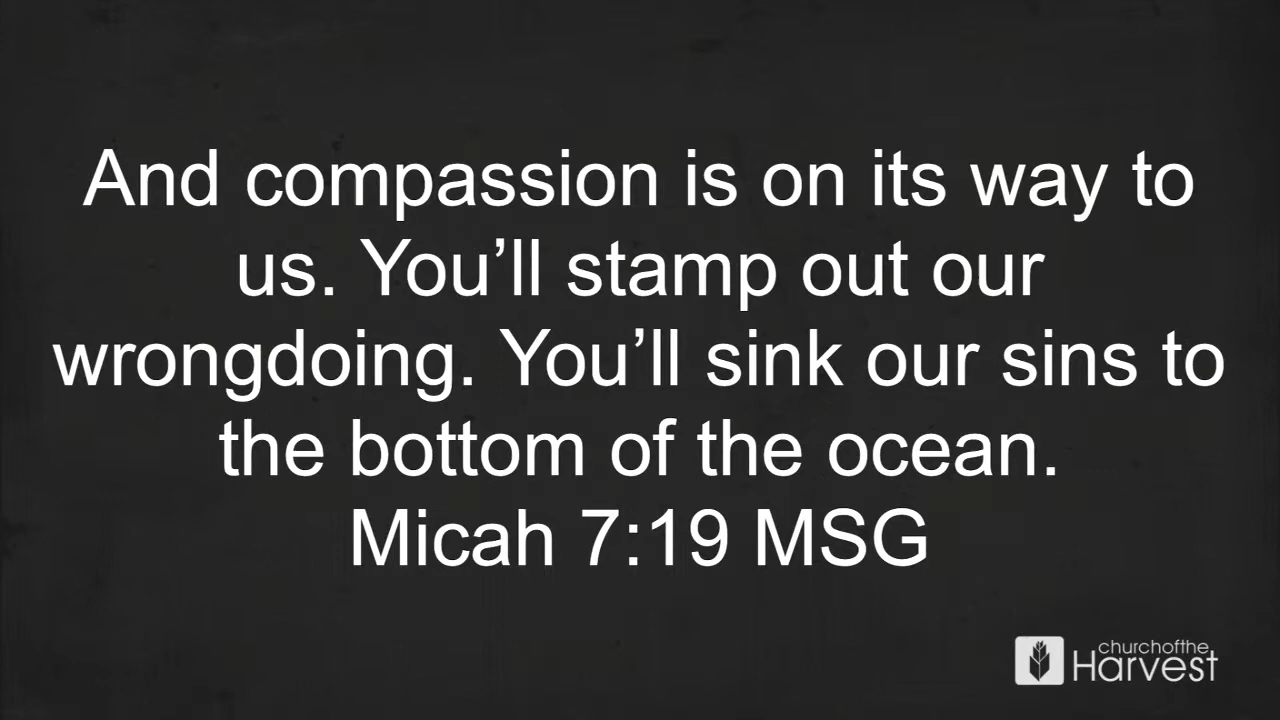 And compassion is on its way to
us. You’ll stamp out our
wrongdoing. You’ll sink our sins to
the bottom of the ocean.
Micah 7:19 MSG
churchofthe
Harvest